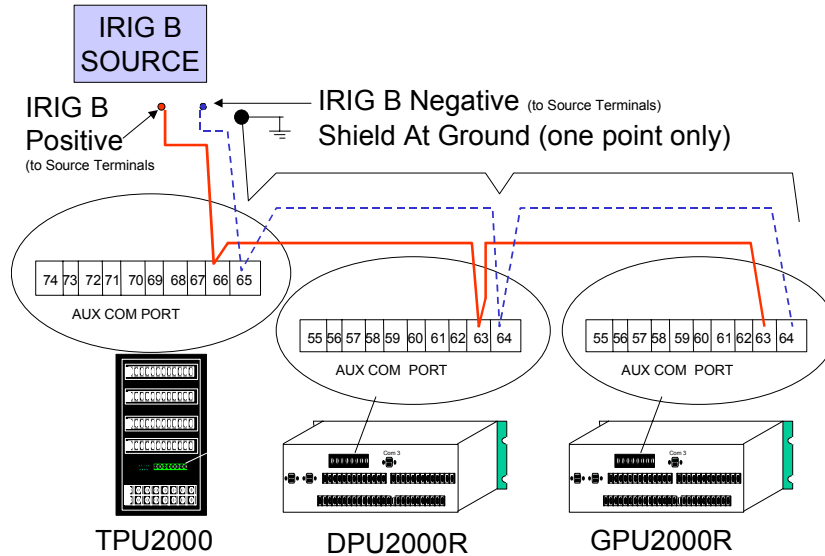 IRIG B
SOURCE
IRIG B
Positive
(to Source Terminals
IRIG B Negative (to Source Terminals)
Shield At Ground (one point only)
74 73 72 71 70 69 68 67 66 65
AUX COM PORT
55 56 57 58 59 60 61 62 63 64
AUX COM PORT
55 56 57 58 59 60 61 62 63 64
AUX COM PORT
Com 3
Com 3
TPU2000
DPU2000R
GPU2000R